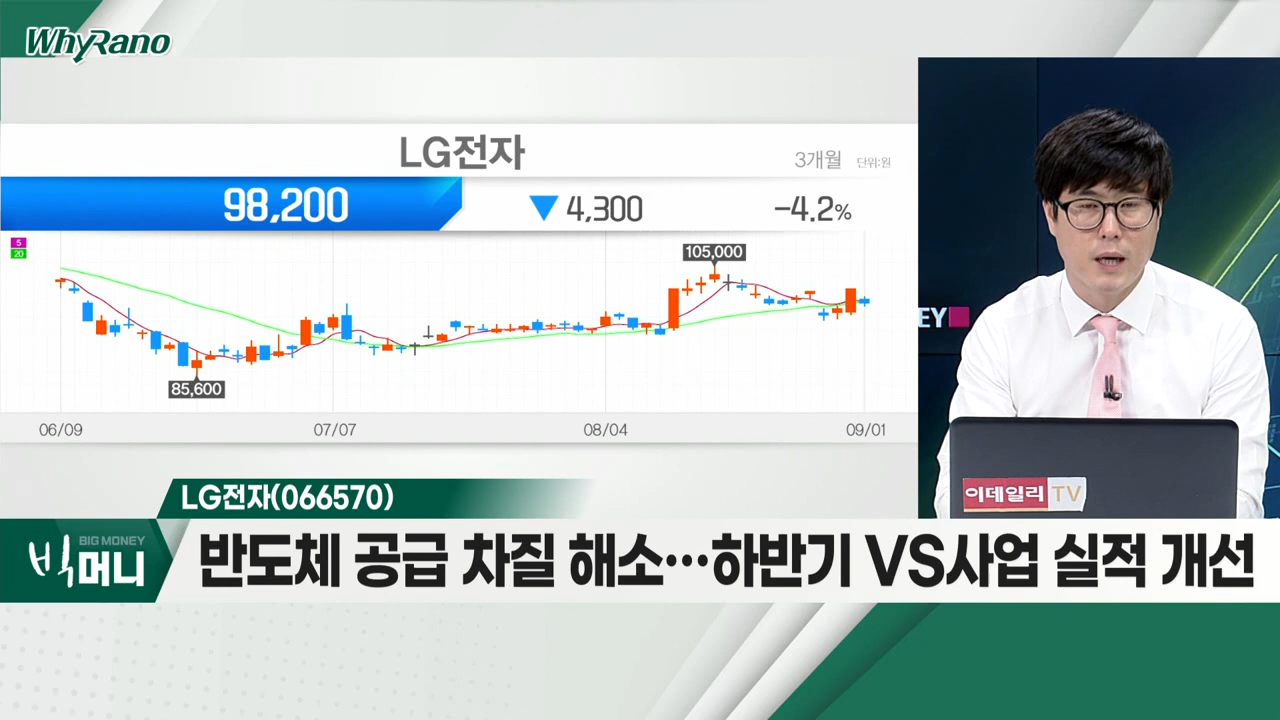 WhyRano
LG전자
3개월 단위:원
98,200 ▼ 4,300 -4.2%
5
20
105,000
85,600
06/09 07/07 08/04 09/01
EY
이데일리TV
LG전자(066570)
BIG MONEY
빅머니
반도체 공급 차질 해소…하반기 VS사업 실적 개선